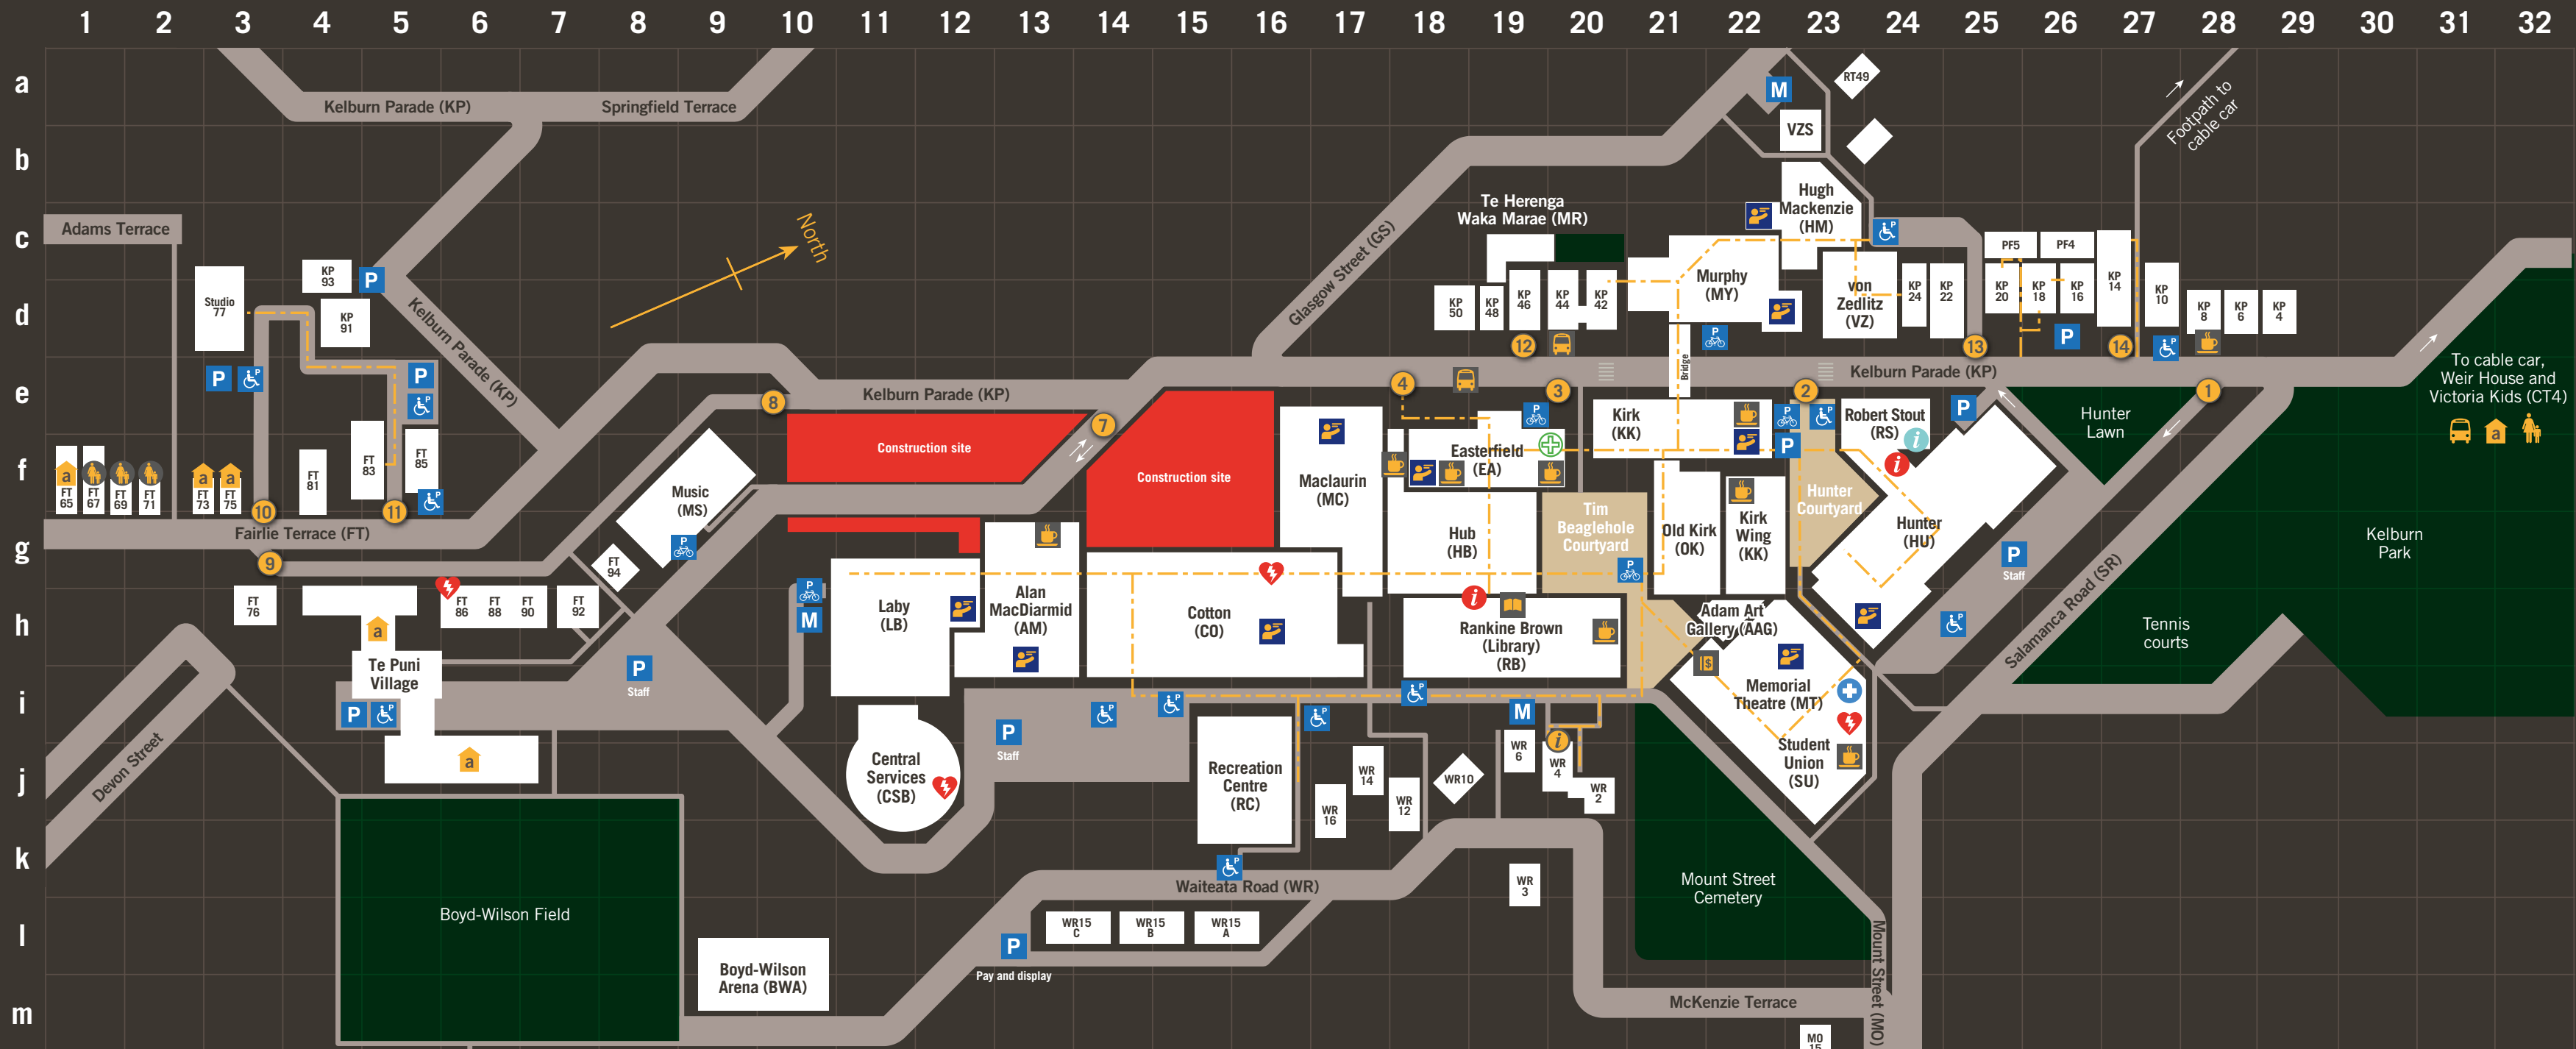 1 2 3 4 5 6 7 8 9 10 11 12 13 14 15 16 17 18 19 20 21 22 23 24 25 26 27 28 29 30 31 32
a
b
c
d
e
f
g
h
i
j
k
l
m
Kelburn Parade (KP)
Springfield Terrace
M
RT49
VZS
Footpath to
cable car
Adams Terrace
North
Te Herenga
Waka Marae (MR)
Hugh
Mackenzie
(HM)
P
PF5
PF4
Glasgow Street (GS)
Studio
77
KP
93
P
KP
91
Kelburn Parade (KP)
KP
50
KP
48
KP
46
KP
44
KP
42
Murphy
(MY)
von
Zedlitz
(VZ)
KP
24
KP
22
KP
20
KP
18
KP
16
KP
14
KP
10
KP
8
KP
6
KP
4
P
P
12
13
P
14
P
Bridge
Kelburn Parade (KP)
To cable car,
Weir House and
Victoria Kids (CT4)
a
P
P
P
P
8
Kelburn Parade (KP)
7
4
3
2
1
Construction site
Construction site
Maclaurin
(MC)
P
Easterfield
(EA)
Kirk
(KK)
P
P
P
Robert Stout
(RS)
i
i
P
Hunter
Lawn
a
FT
65
FT
67
FT
69
FT
71
a
FT
73
a
FT
75
FT
81
FT
83
FT
85
P
10
11
Fairlie Terrace (FT)
9
Music
(MS)
P
FT
94
Hub
(HB)
Tim
Beaglehole
Courtyard
P
Old Kirk
(OK)
Kirk
Wing
(KK)
Hunter
Courtyard
Hunter
(HU)
P
Staff
P
Kelburn
Park
Salamanca Road (SR)
Tennis
courts
FT
76
a
Te Puni
Village
FT
86
FT
88
FT
90
FT
92
P
M
Laby
(LB)
Alan
MacDiarmid
(AM)
Cotton
(CO)
i
Rankine Brown
(Library)
(RB)
Adam Art
Gallery (AAG)
$
Memorial
Theatre (MT)
Student
Union
(SU)
P
Staff
P
P
a
Devon Street
Central
Services
(CSB)
P
Staff
P
P
P
P
M
Recreation
Centre
(RC)
WR
16
WR
14
WR
12
WR10
WR
6
i
WR
4
WR
2
P
Waiteata Road (WR)
WR
3
Mount Street
Cemetery
Boyd-Wilson Field
Boyd-Wilson
Arena (BWA)
P
Pay and display
WR15
C
WR15
B
WR15
A
McKenzie Terrace
Mount Street (MO)
MO
15